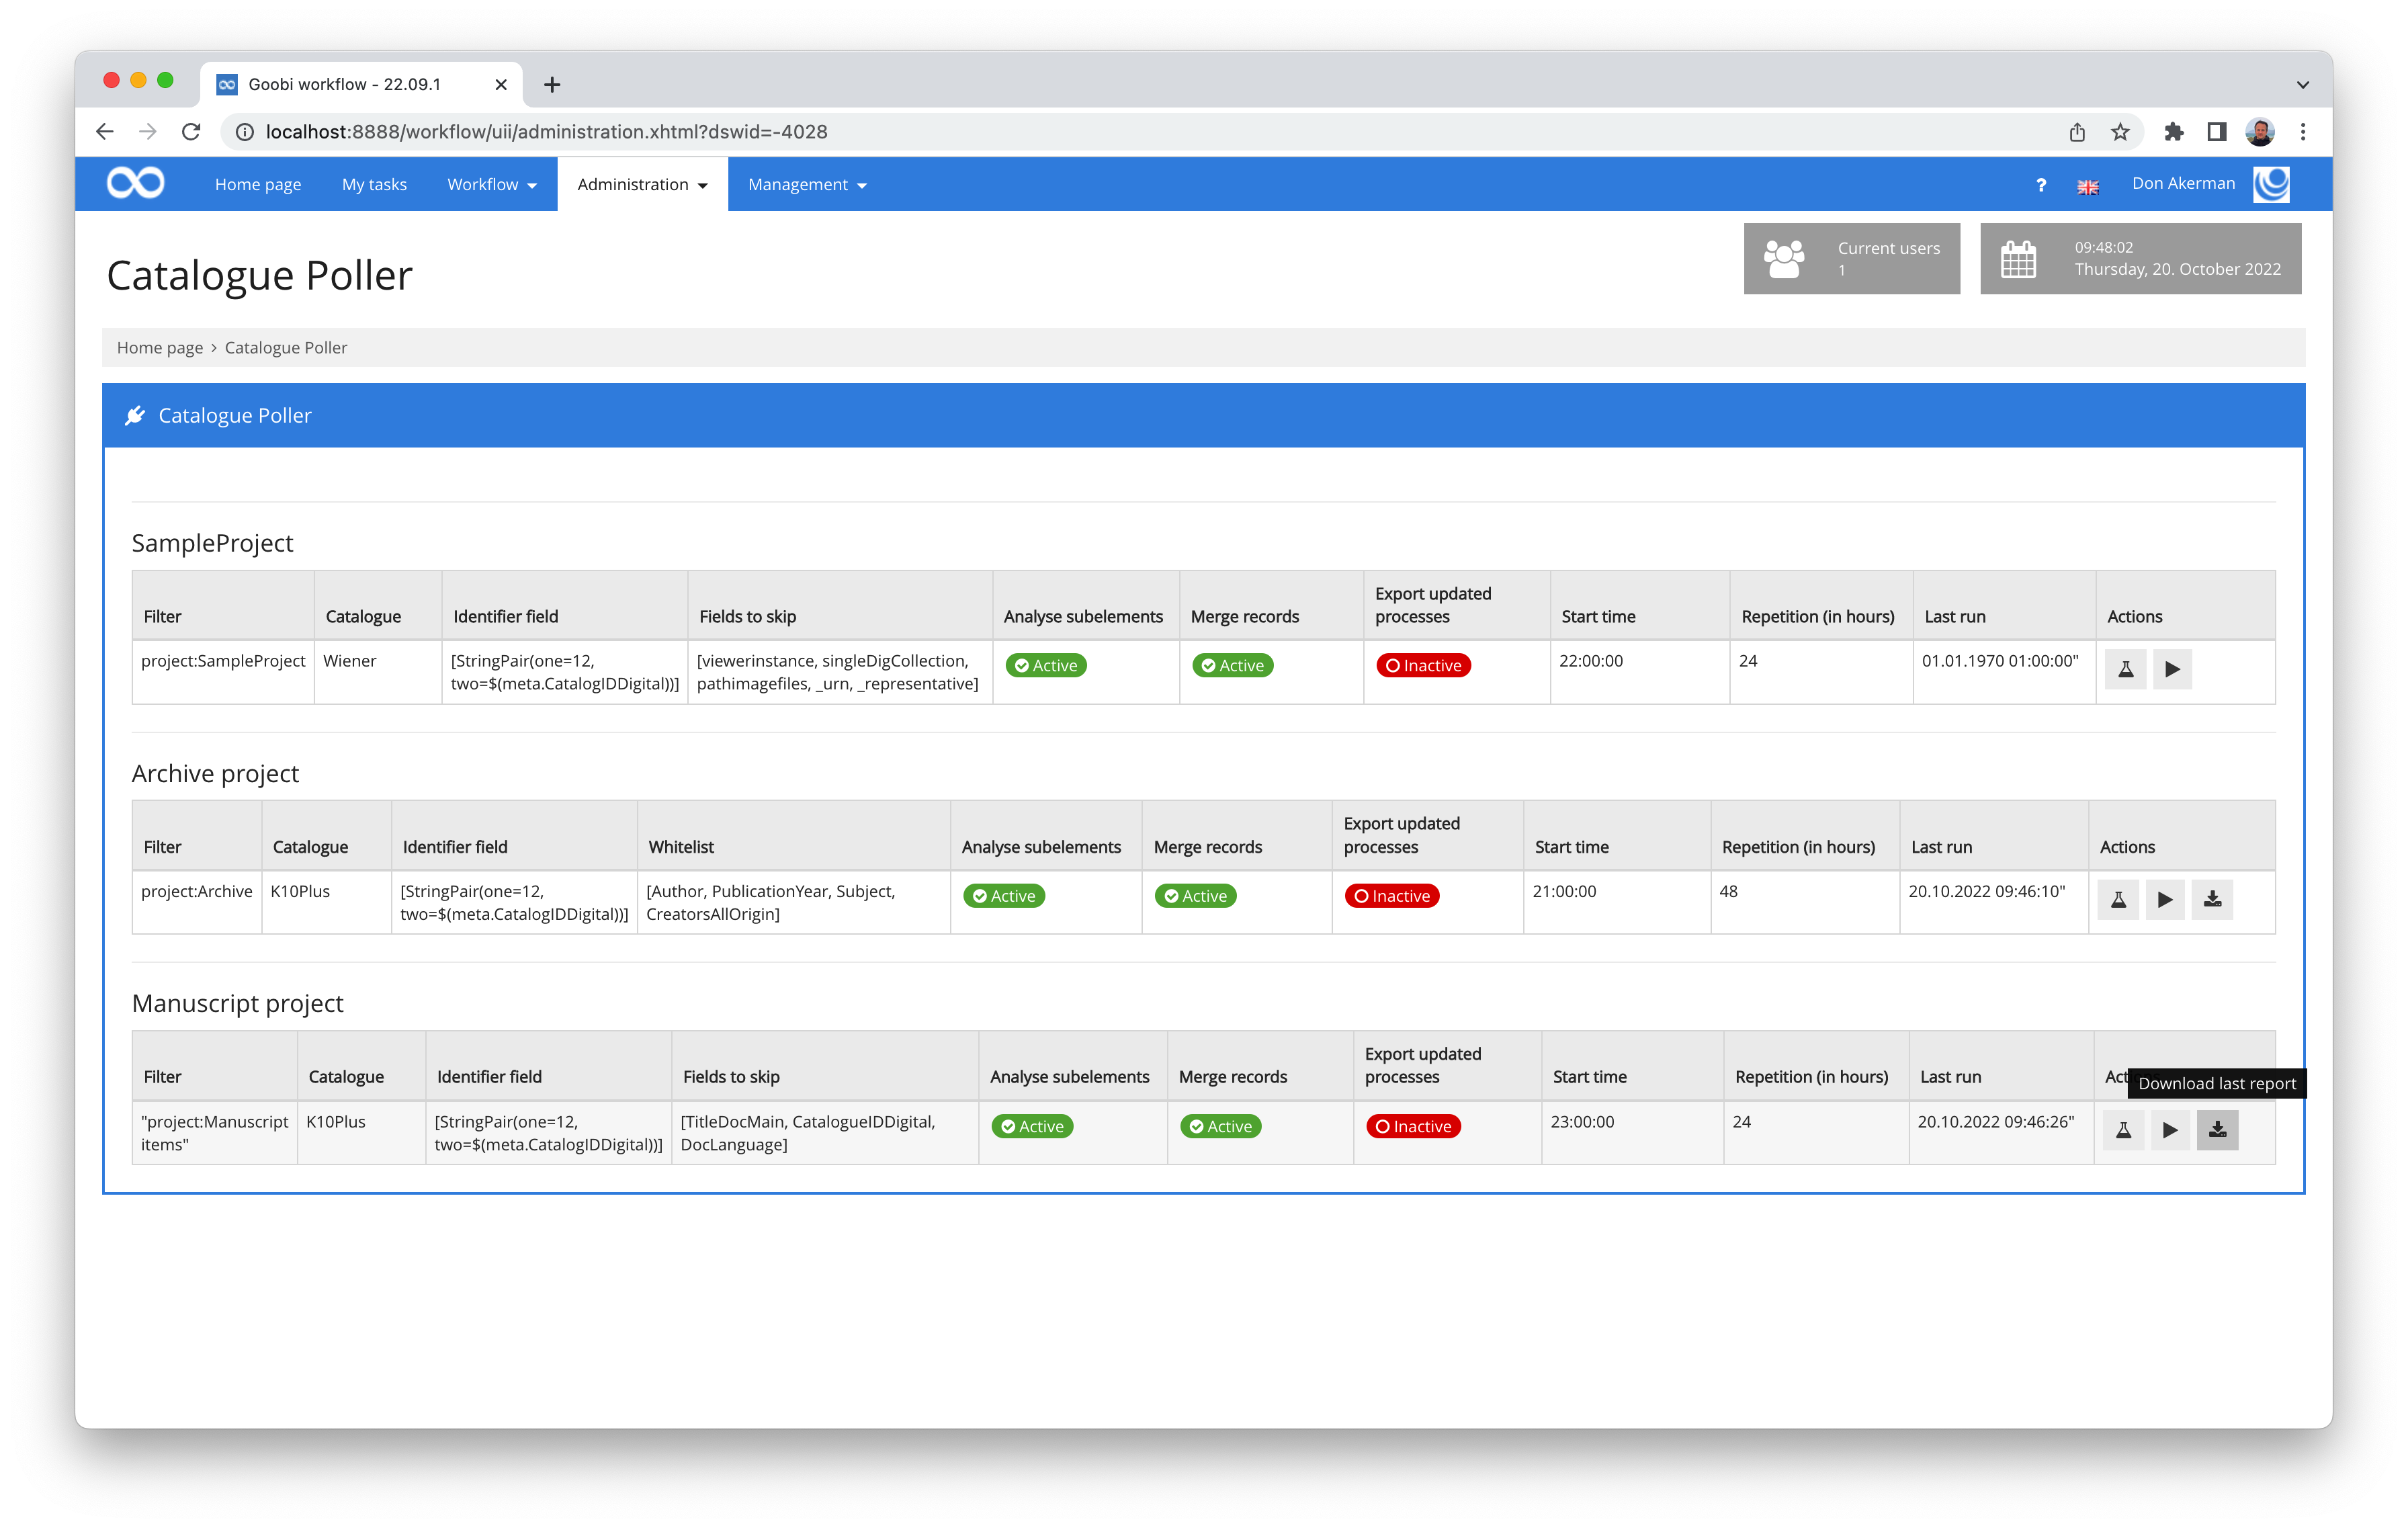 Goobi workflow - 22.09.1
localhost:8888/workflow/uii/administration.xhtml?dswid=-4028
Home page My tasks Workflow Administration Management ? Don Akerman
Catalogue Poller
Current users
1
09:48:02
Thursday, 20. October 2022
Home page › Catalogue Poller
Catalogue Poller
SampleProject
Filter Catalogue Identifier field Fields to skip Analyse subelements Merge records Export updated processes Start time Repetition (in hours) Last run Actions
project:SampleProject Wiener [StringPair(one=12, two=$(meta.CatalogIDDigital))] [viewerinstance, singleDigCollection, pathimagefiles, _urn, _representative] Active Active Inactive 22:00:00 24 01.01.1970 01:00:00"
Archive project
Filter Catalogue Identifier field Whitelist Analyse subelements Merge records Export updated processes Start time Repetition (in hours) Last run Actions
project:Archive K10Plus [StringPair(one=12, two=$(meta.CatalogIDDigital))] [Author, PublicationYear, Subject, CreatorsAllOrigin] Active Active Inactive 21:00:00 48 20.10.2022 09:46:10"
Manuscript project
Filter Catalogue Identifier field Fields to skip Analyse subelements Merge records Export updated processes Start time Repetition (in hours) Last run
Download last report
"project:Manuscript items" K10Plus [StringPair(one=12, two=$(meta.CatalogIDDigital))] [TitleDocMain, CatalogueIDDigital, DocLanguage] Active Active Inactive 23:00:00 24 20.10.2022 09:46:26"